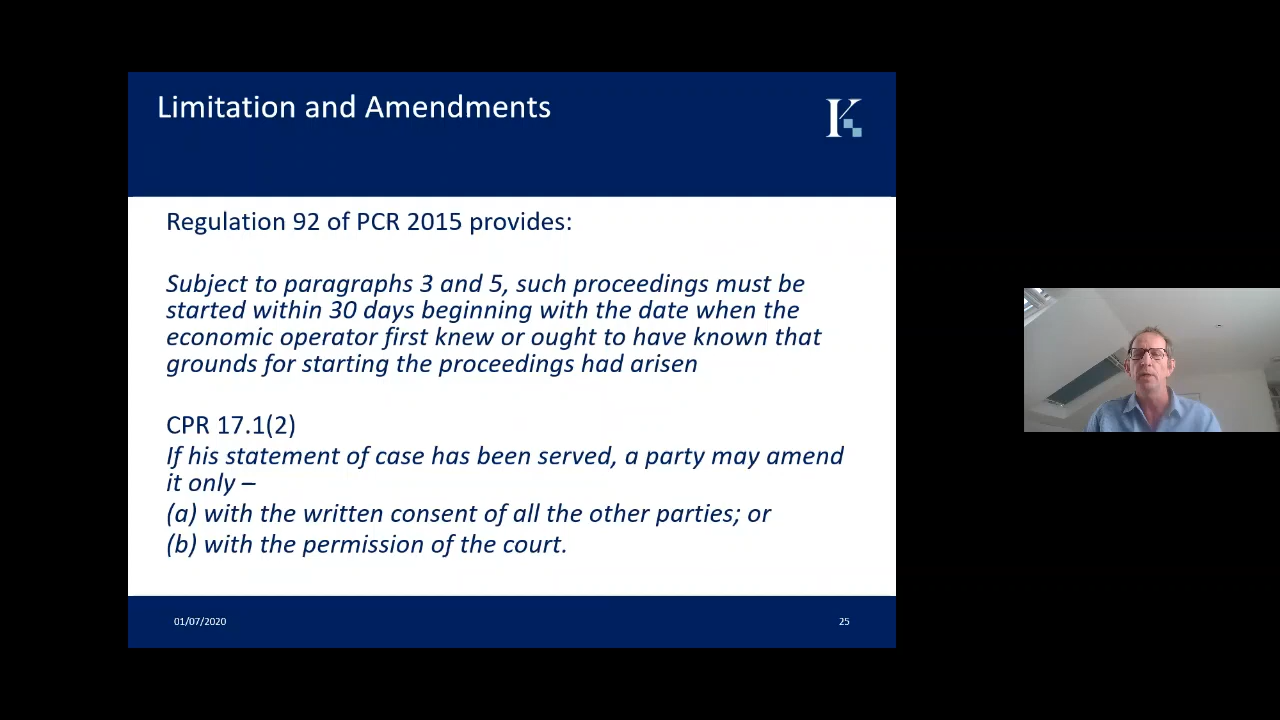 Limitation and Amendments
K
Regulation 92 of PCR 2015 provides:
Subject to paragraphs 3 and 5, such proceedings must be
started within 30 days beginning with the date when the
economic operator first knew or ought to have known that
grounds for starting the proceedings had arisen
CPR 17.1(2)
If his statement of case has been served, a party may amend
it only –
(a) with the written consent of all the other parties; or
(b) with the permission of the court.
01/07/2020
25